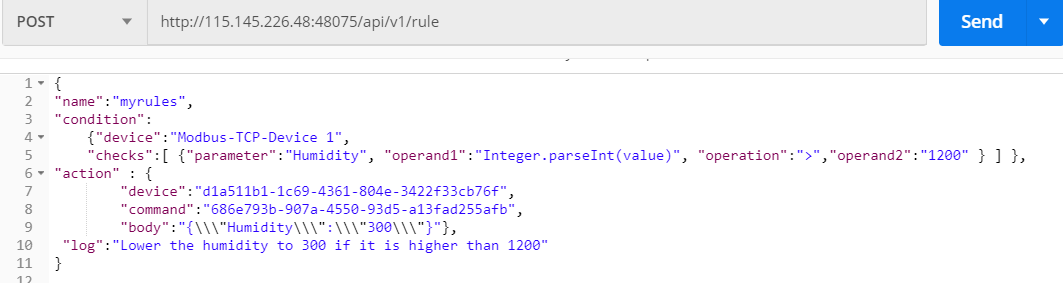 POST http://115.145.226.48:48075/api/v1/rule Send
1 {
2 "name":"myrules",
3 "condition":
4 {"device":"Modbus-TCP-Device 1",
5 "checks":[ {"parameter":"Humidity", "operand1":"Integer.parseInt(value)", "operation":">","operand2":"1200" } ] },
6 "action" : {
7 "device":"d1a511b1-1c69-4361-804e-3422f33cb76f",
8 "command":"686e793b-907a-4550-93d5-a13fad255afb",
9 "body":"{\\\"Humidity\\\":\\\"300\\\"}"},
10 "log":"Lower the humidity to 300 if it is higher than 1200"
11 }
12